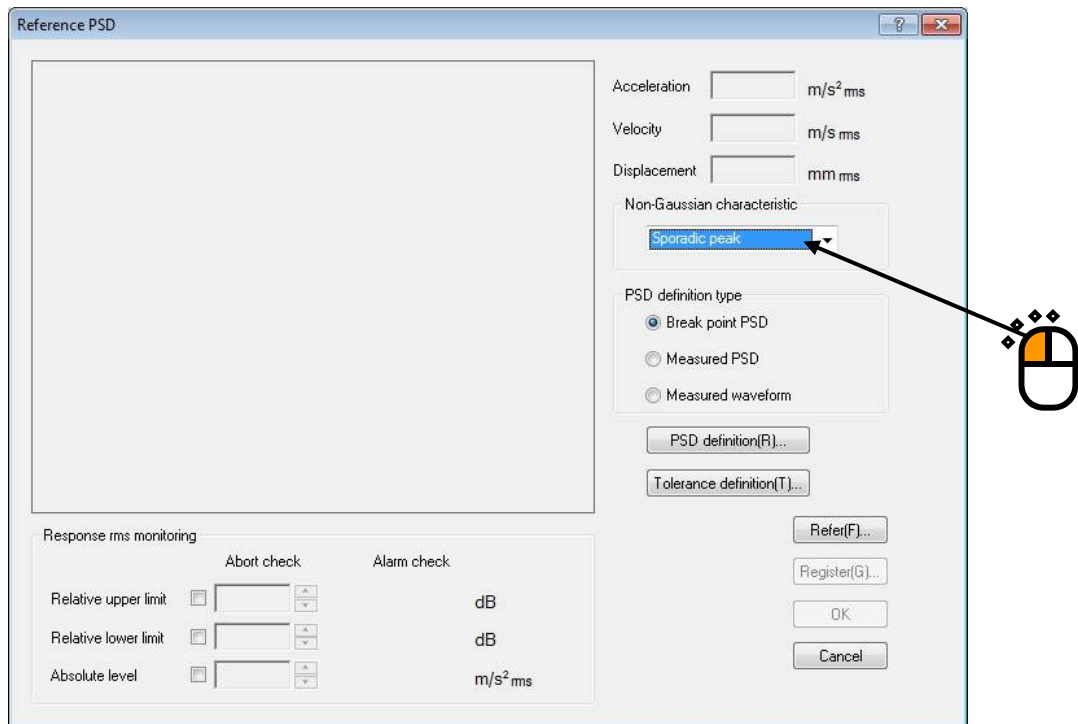 Reference PSD
Acceleration m/s² rms
Velocity m/s rms
Displacement mm rms
Non-Gaussian characteristic
Sporadic peak
PSD definition type
Break point PSD
Measured PSD
Measured waveform
PSD definition(R)...
Tolerance definition(T)...
Response rms monitoring
Abort check Alarm check
Relative upper limit dB
Relative lower limit dB
Absolute level m/s² rms
Refer(F)...
Register(G)...
OK
Cancel